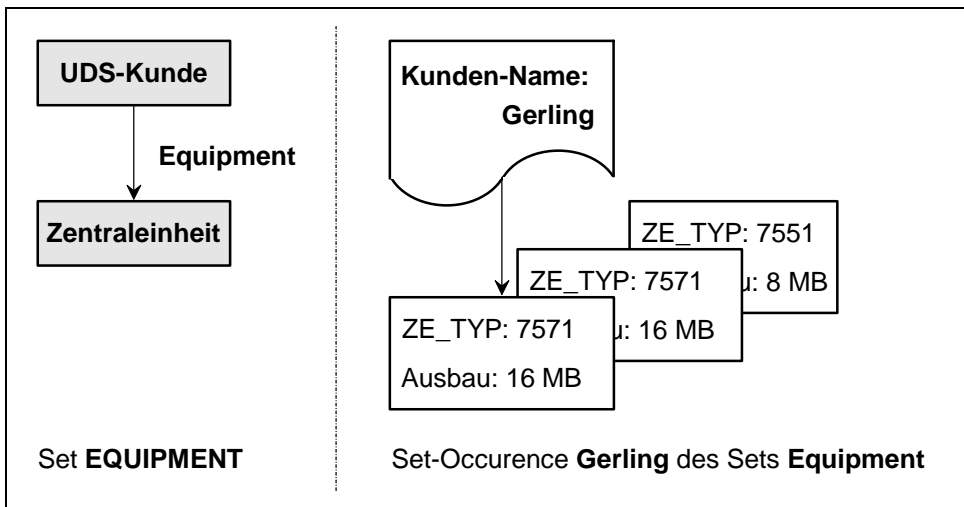 UDS-Kunde
Equipment
Zentraleinheit
Set EQUIPMENT
Kunden-Name:
Gerling
ZE_TYP: 7551
u: 8 MB
ZE_TYP: 7571
u: 16 MB
ZE_TYP: 7571
Ausbau: 16 MB
Set-Occurence Gerling des Sets Equipment